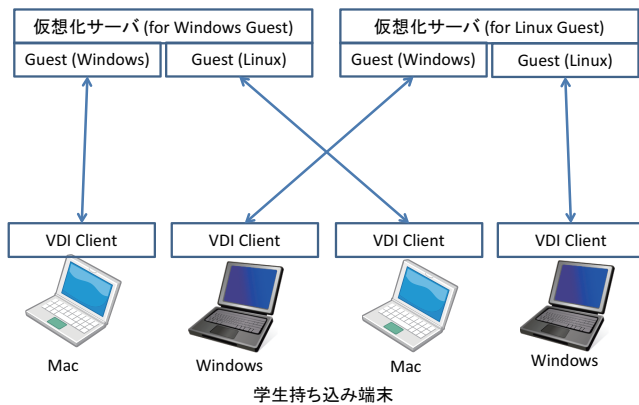 仮想化サーバ (for Windows Guest)
仮想化サーバ (for Linux Guest)
Guest (Windows)
Guest (Linux)
Guest (Windows)
Guest (Linux)
VDI Client
VDI Client
VDI Client
VDI Client
Mac
Windows
Mac
Windows
学生持ち込み端末